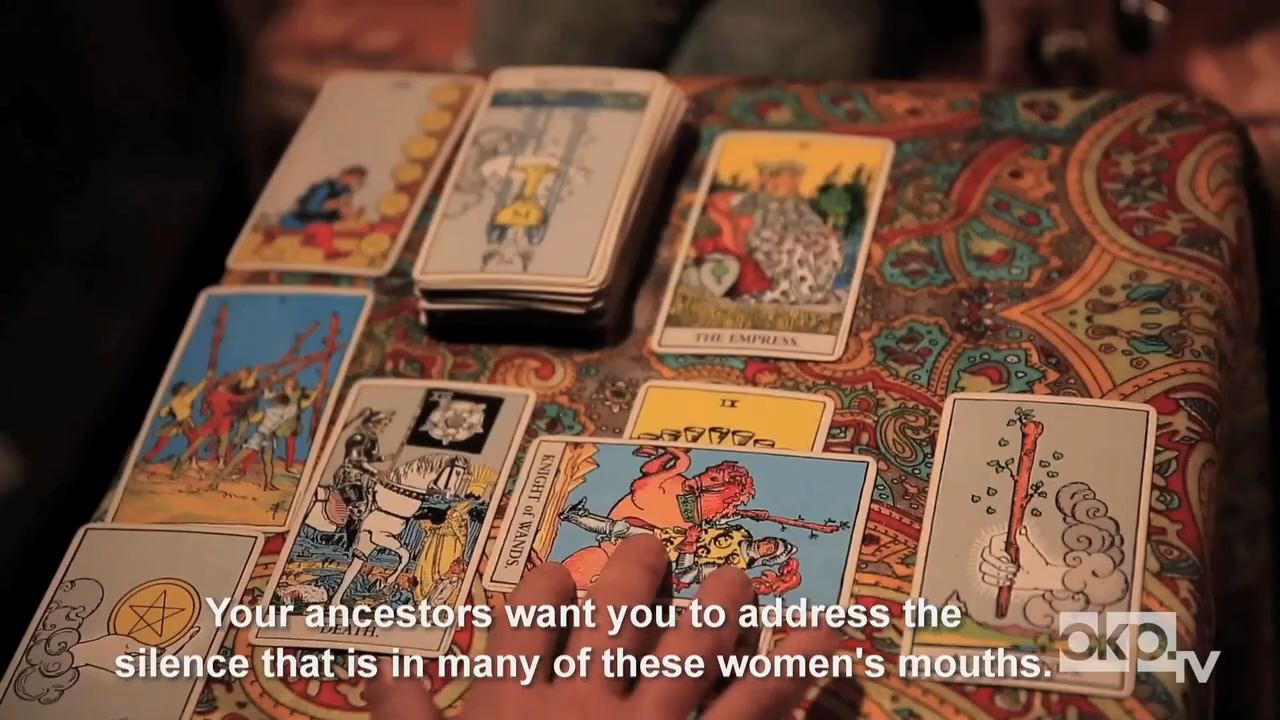 THE EMPRESS.
IX
KNIGHT of WANDS.
DEATH.
Your ancestors want you to address the
silence that is in many of these women's mouths.
OKP.TV